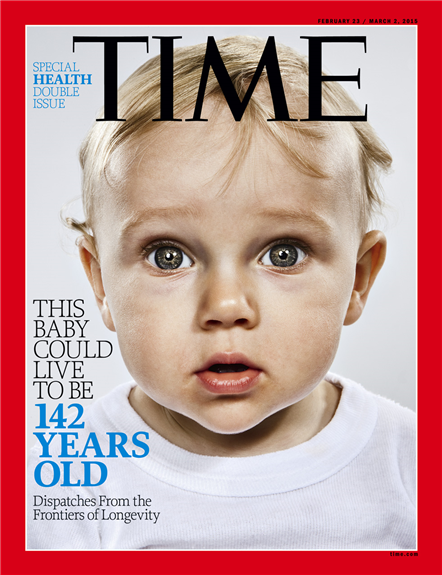 FEBRUARY 23 / MARCH 2, 2015
TIME
SPECIAL
HEALTH
DOUBLE
ISSUE
THIS
BABY
COULD
LIVE
TO BE
142
YEARS
OLD
Dispatches From the
Frontiers of Longevity
time.com